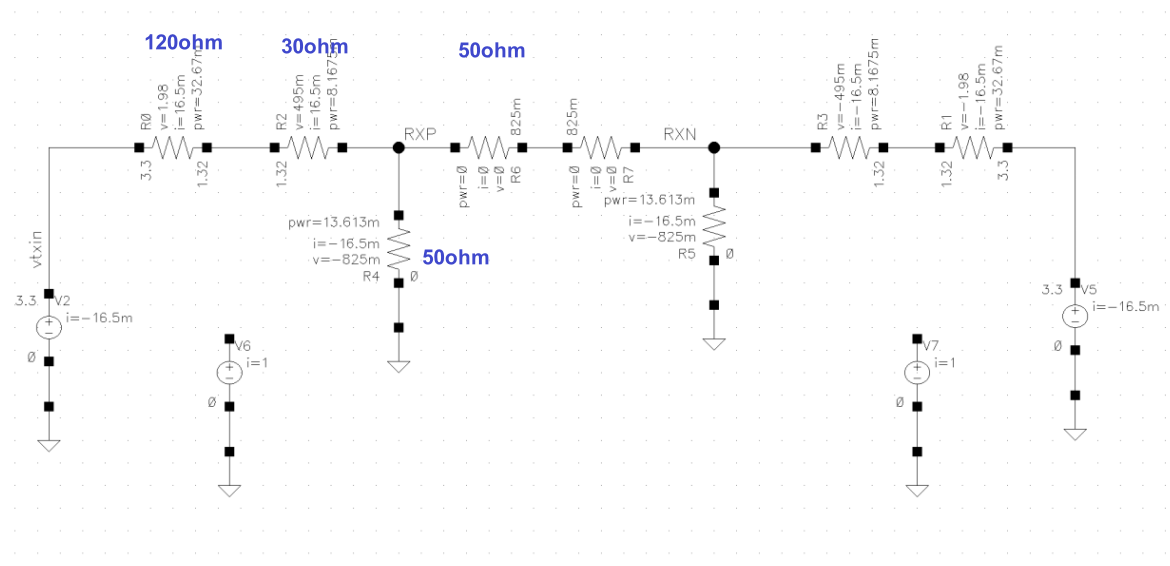 120ohm
30ohm
50ohm
R0
v=1.98
i=16.5m
pwr=32.67m
3.3
1.32
R2
v=495m
i=16.5m
pwr=8.1675m
1.32
RXP
825m
pwr=0
i=0
v=0
R6
825m
pwr=0
i=0
v=0
R7
RXN
R3
v=-495m
i=-16.5m
pwr=8.1675m
1.32
R1
v=-1.98
i=-16.5m
pwr=32.67m
1.32
3.3
pwr=13.613m
i=-16.5m
v=-825m
R4
0
50ohm
pwr=13.613m
i=-16.5m
v=-825m
R5
0
vtxin
3.3
V2
i=-16.5m
0
V6
i=1
0
V7
i=1
0
3.3
V5
i=-16.5m
0